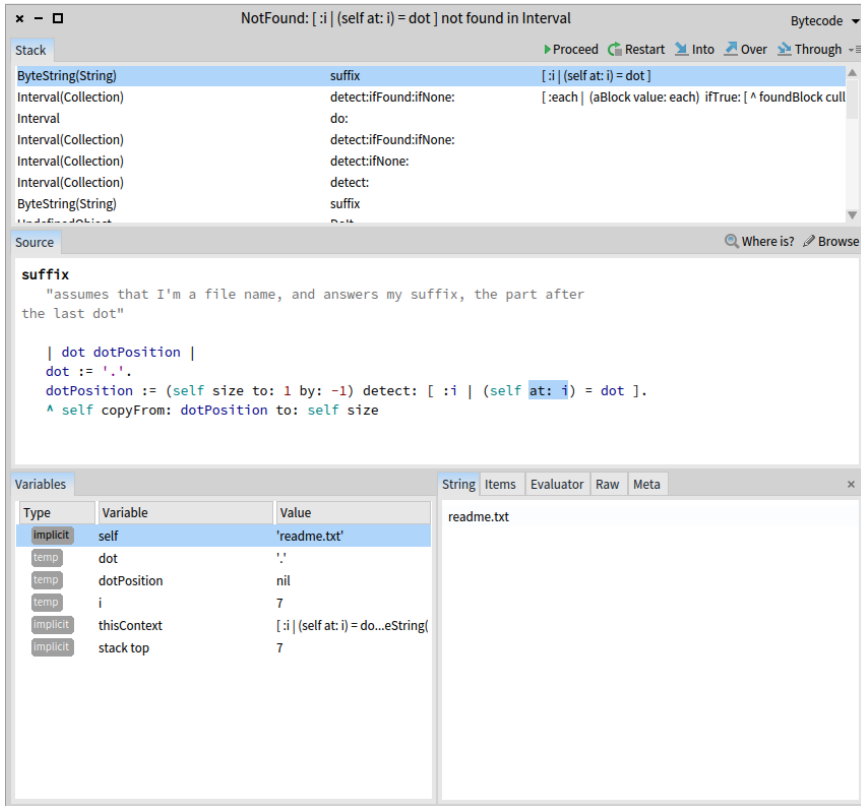 NotFound: [ :i | (self at: i) = dot ] not found in Interval
Bytecode
Stack
Proceed Restart Into Over Through
ByteString(String) suffix [ :i | (self at: i) = dot ]
Interval(Collection) detect:ifFound:ifNone: [ :each | (aBlock value: each) ifTrue: [ ^ foundBlock cull
Interval do:
Interval(Collection) detect:ifFound:ifNone:
Interval(Collection) detect:ifNone:
Interval(Collection) detect:
ByteString(String) suffix
UndefinedObject DoIt
Source
Where is? Browse
suffix
"assumes that I'm a file name, and answers my suffix, the part after
the last dot"
| dot dotPosition |
dot := '.'.
dotPosition := (self size to: 1 by: -1) detect: [ :i | (self at: i) = dot ].
^ self copyFrom: dotPosition to: self size
Variables
Type Variable Value
implicit self 'readme.txt'
temp dot '.'
temp dotPosition nil
temp i 7
implicit thisContext [ :i | (self at: i) = do...eString(
implicit stack top 7
String Items Evaluator Raw Meta
readme.txt